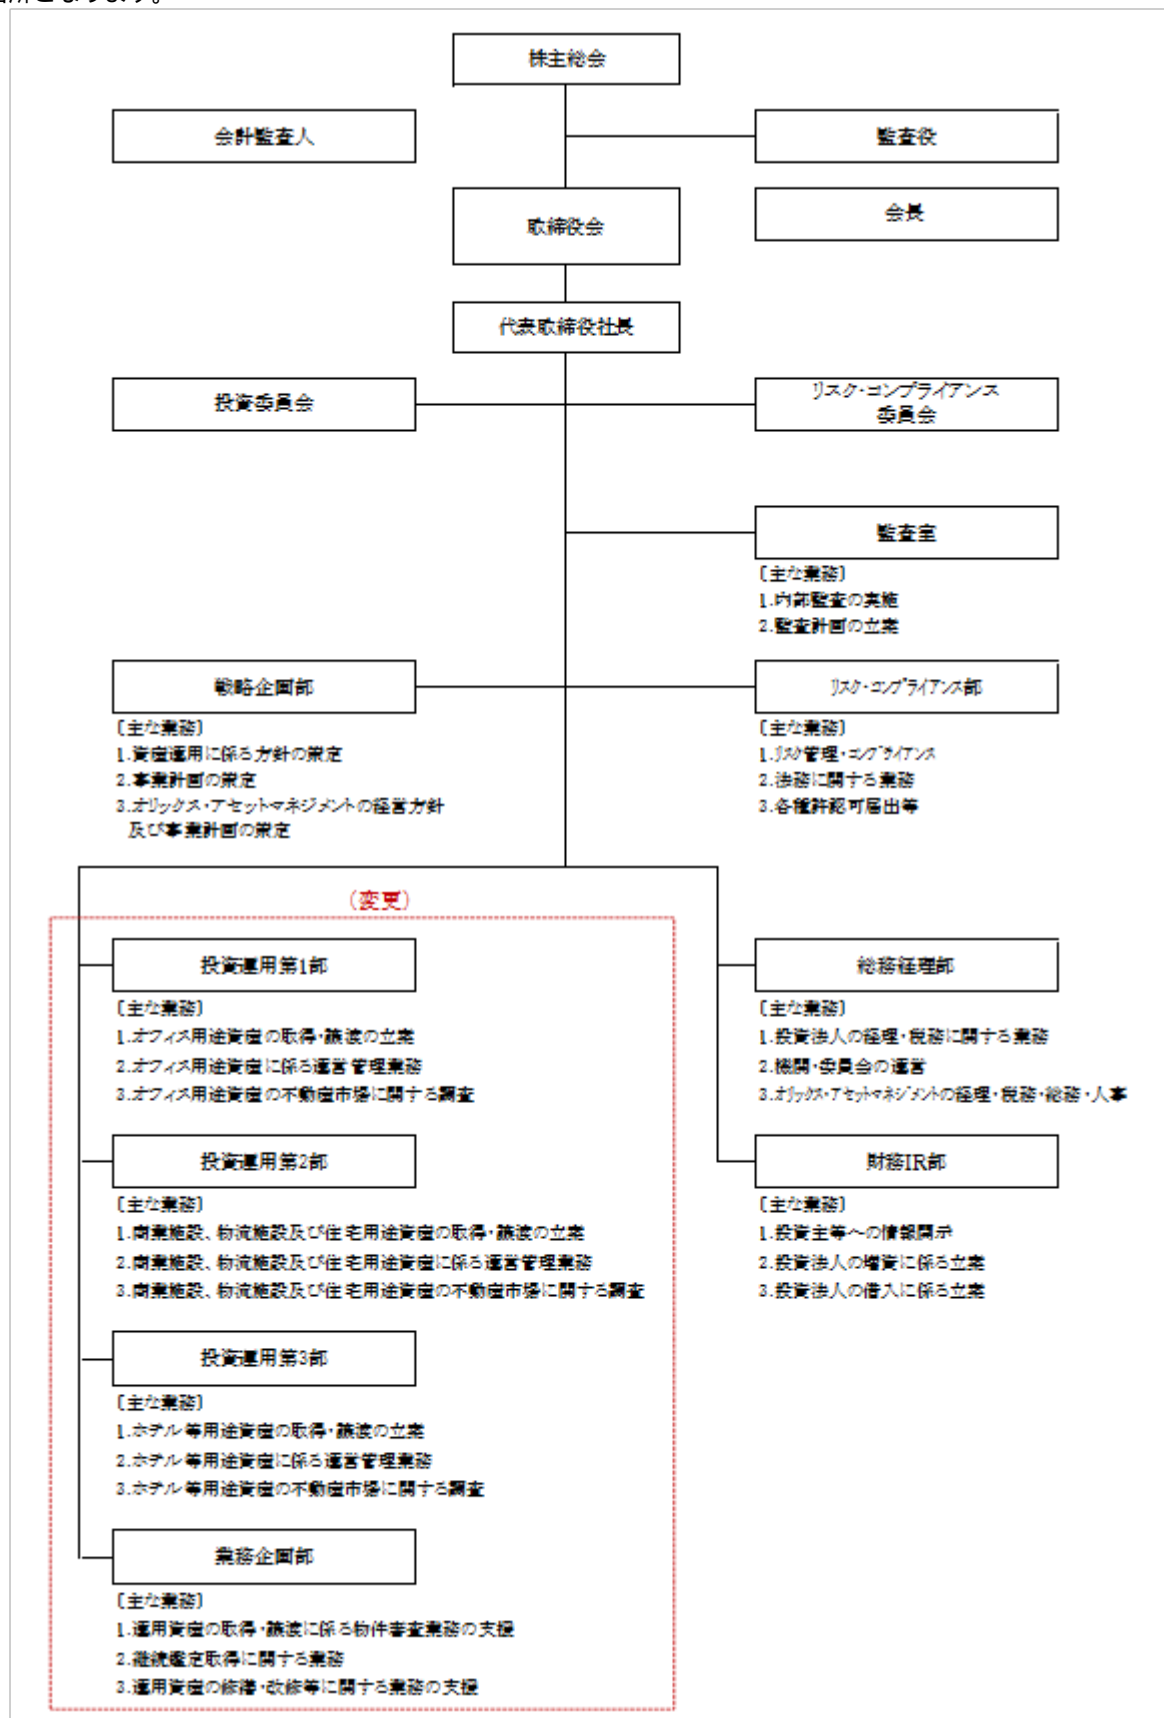 となります。
株主総会
会計監査人
監査役
取締役会
会長
代表取締役社長
投資委員会
リスク・コンプライアンス
委員会
監査室
〔主な業務〕
1.内部監査の実施
2.監査計画の立案
戦略企画部
〔主な業務〕
1.資産運用に係る方針の策定
2.事業計画の策定
3.オリックス・アセットマネジメントの経営方針
及び事業計画の策定
リスク・コンプライアンス部
〔主な業務〕
1.リスク管理・コンプライアンス
2.法務に関する業務
3.各種許認可届出等
(変更)
投資運用第1部
〔主な業務〕
1.オフィス用途資産の取得・譲渡の立案
2.オフィス用途資産に係る運営管理業務
3.オフィス用途資産の不動産市場に関する調査
投資運用第2部
〔主な業務〕
1.商業施設、物流施設及び住宅用途資産の取得・譲渡の立案
2.商業施設、物流施設及び住宅用途資産に係る運営管理業務
3.商業施設、物流施設及び住宅用途資産の不動産市場に関する調査
投資運用第3部
〔主な業務〕
1.ホテル等用途資産の取得・譲渡の立案
2.ホテル等用途資産に係る運営管理業務
3.ホテル等用途資産の不動産市場に関する調査
業務企画部
〔主な業務〕
1.運用資産の取得・譲渡に係る物件審査業務の支援
2.継続鑑定取得に関する業務
3.運用資産の修繕・改修等に関する業務の支援
総務経理部
〔主な業務〕
1.投資法人の経理・税務に関する業務
2.機関・委員会の運営
3.オリックス・アセットマネジメントの経理・税務・総務・人事
財務IR部
〔主な業務〕
1.投資主等への情報開示
2.投資法人の増資に係る立案
3.投資法人の借入に係る立案